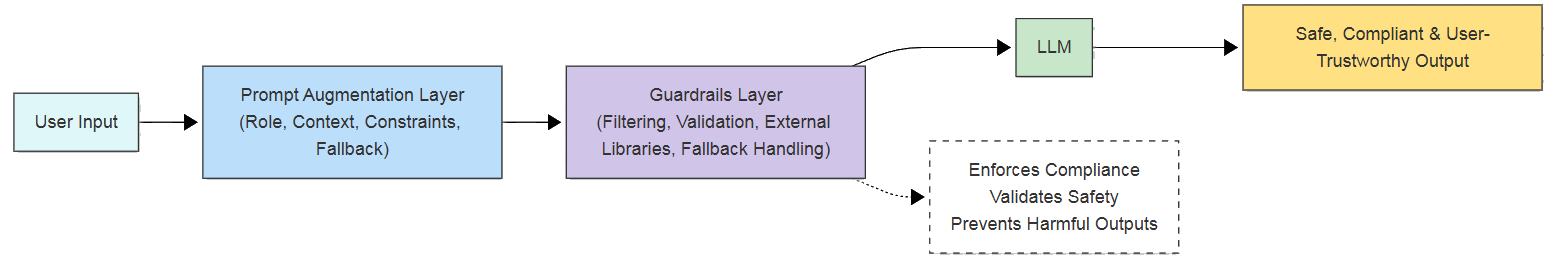 User Input
Prompt Augmentation Layer
(Role, Context, Constraints,
Fallback)
Guardrails Layer
(Filtering, Validation, External
Libraries, Fallback Handling)
LLM
Safe, Compliant & User-
Trustworthy Output
Enforces Compliance
Validates Safety
Prevents Harmful Outputs